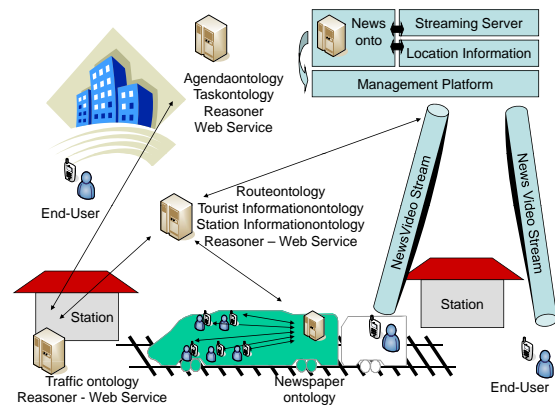 News
onto
Streaming Server
Location Information
Management Platform
Agendaontology
Taskontology
Reasoner
Web Service
End-User
Routeontology
Tourist Informationontology
Station Informationontology
Reasoner – Web Service
NewsVideo Stream
News Video Stream
Station
Station
Traffic ontology
Reasoner - Web Service
Newspaper
ontology
End-User